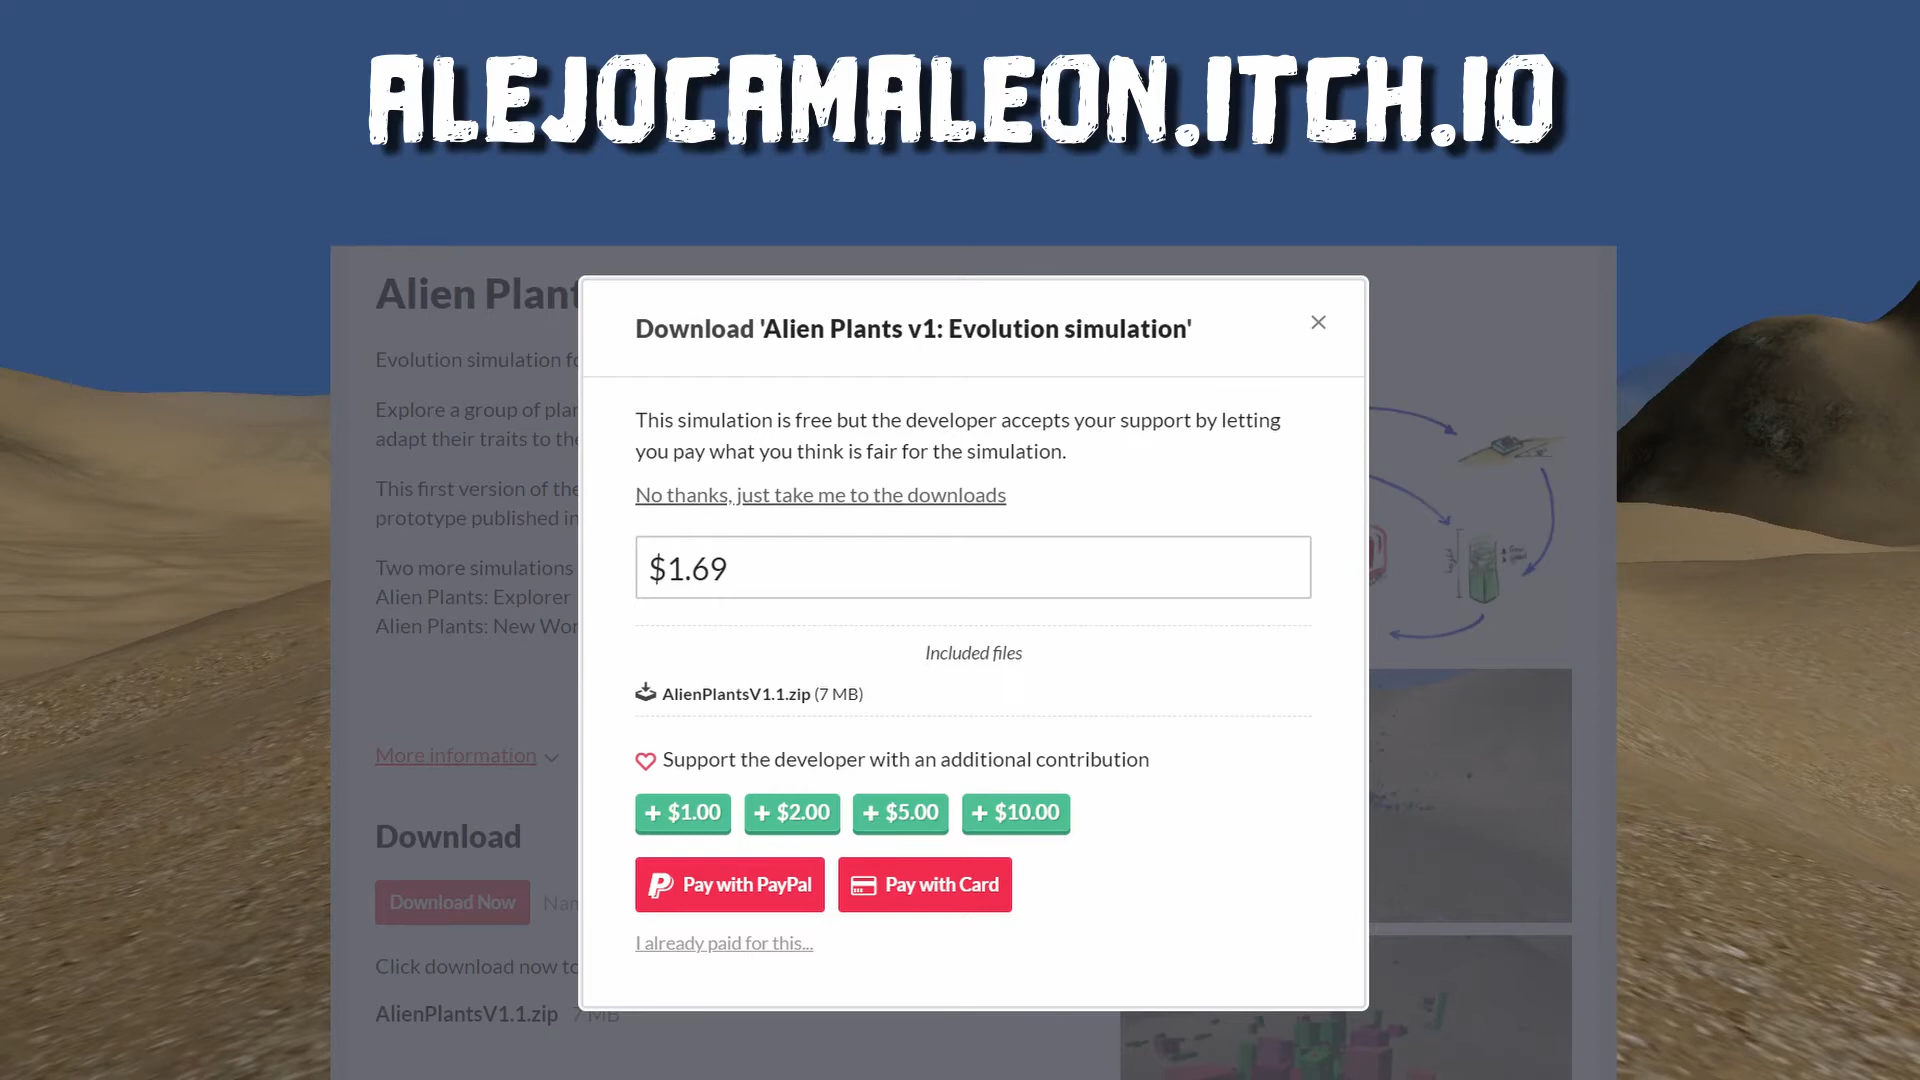 ALEJOCAMALEON.ITCH.IO
Alien Plant
Evolution simulation fo
Explore a group of plan
adapt their traits to the
This first version of the
prototype published in
Two more simulations
Alien Plants: Explorer
Alien Plants: New Wor
More information
Download
Download Now
Nam
Click download now to
AlienPlantsV1.1.zip 7 MB
Download 'Alien Plants v1: Evolution simulation'
This simulation is free but the developer accepts your support by letting
you pay what you think is fair for the simulation.
No thanks, just take me to the downloads
$1.69
Included files
AlienPlantsV1.1.zip (7 MB)
Support the developer with an additional contribution
+ $1.00 + $2.00 + $5.00 + $10.00
Pay with PayPal Pay with Card
I already paid for this...